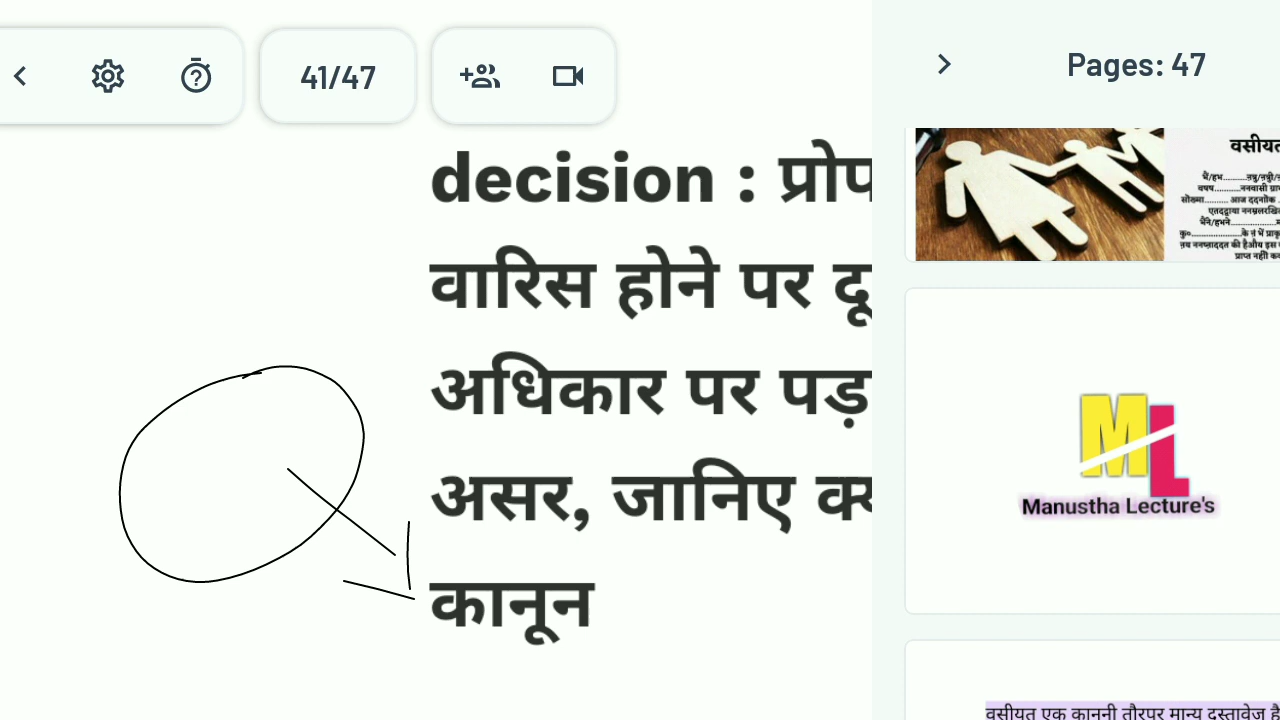 41/47
Pages: 47
decision :
वारिस होने पर
अधिकार पर पड़
असर, जानिए
कानून
वसीयत
Manustha Lecture's
वसीयत एक कानूनी तौरपर मान्य दस्तावेज है